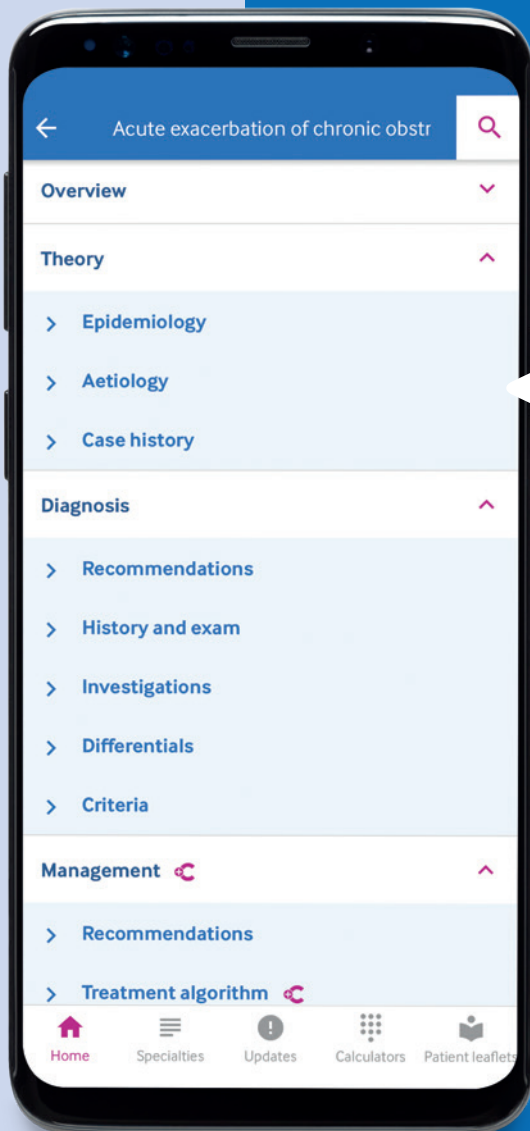 Acute exacerbation of chronic obstr
Overview
Theory
Epidemiology
Aetiology
Case history
Diagnosis
Recommendations
History and exam
Investigations
Differentials
Criteria
Management
Recommendations
Treatment algorithm
Home Specialties Updates Calculators Patient leaflets